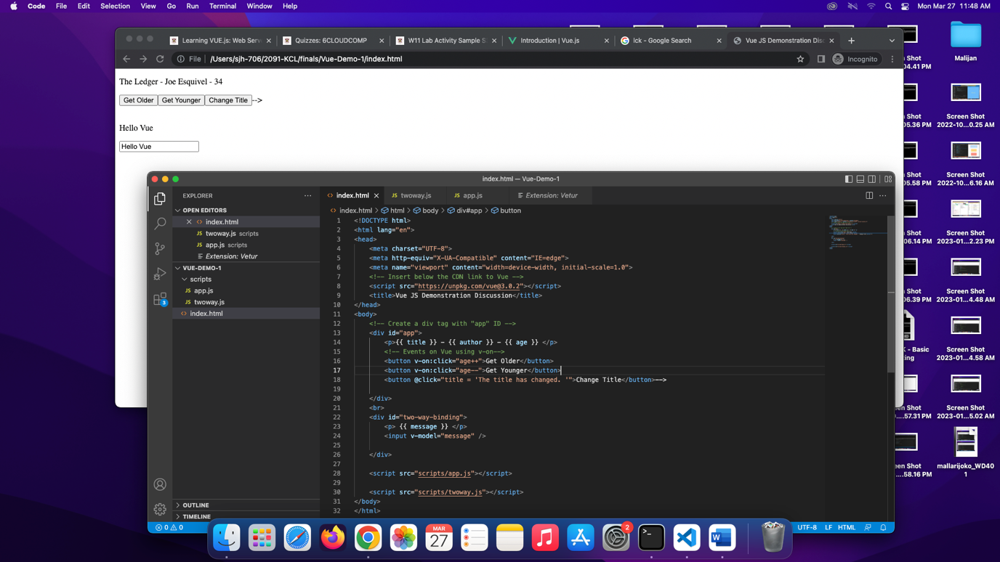 Code File Edit Selection View Go Run Terminal Window Help Mon Mar 27 11:48 AM
Learning VUE.js: Web Serve Quizzes: 6CLOUDCOMP W11 Lab Activity Sample S Introduction | Vue.js Ick - Google Search Vue JS Demonstration Disc
File /Users/sjh-706/2091-KCL/finals/Vue-Demo-1/index.html Incognito
The Ledger - Joe Esquivel - 34
Get Older Get Younger Change Title -->
Hello Vue
Hello Vue
index.html — Vue-Demo-1
EXPLORER
OPEN EDITORS
index.html
twoway.js scripts
app.js scripts
Extension: Vetur
VUE-DEMO-1
scripts
app.js
twoway.js
index.html
3
OUTLINE
TIMELINE
index.html twoway.js app.js Extension: Vetur
index.html > html > body > div#app > button
1 <!DOCTYPE html>
2 <html lang="en">
3 <head>
4 <meta charset="UTF-8">
5 <meta http-equiv="X-UA-Compatible" content="IE=edge">
6 <meta name="viewport" content="width=device-width, initial-scale=1.0">
7 <!-- Insert below the CDN link to Vue -->
8 <script src="https://unpkg.com/vue@3.0.2"></script>
9 <title>Vue JS Demonstration Discussion</title>
10 </head>
11 <body>
12 <!-- Create a div tag with "app" ID -->
13 <div id="app">
14 <p>{{ title }} - {{ author }} - {{ age }} </p>
15 <!-- Events on Vue using v-on-->
16 <button v-on:click="age++">Get Older</button>
17 <button v-on:click="age--">Get Younger</button>
18 <button @click="title = 'The title has changed. '">Change Title</button>-->
19
20 </div>
21 <br>
22 <div id="two-way-binding">
23 <p> {{ message }} </p>
24 <input v-model="message" />
25
26 </div>
27
28 <script src="scripts/app.js"></script>
29
30 <script src="scripts/twoway.js"></script>
31 </body>
32 </html>
0 0 UTF-8 LF HTML
MAR
27
2
Malijan
Shot
04.41 PM
Screen Shot
2022-10...0.25 AM
Shot
05.36 PM
Screen Shot
2022-10...6.16 AM
Shot
05.58 PM
Screen Shot
2023-01...2.23 PM
Shot
06.14 PM
Screen Shot
2023-01...4.48 AM
Shot
06.39 PM
Screen Shot
2023-01...4.58 AM
Screen Shot
2023-01...5.02 AM
mallarijoko_WD40
1